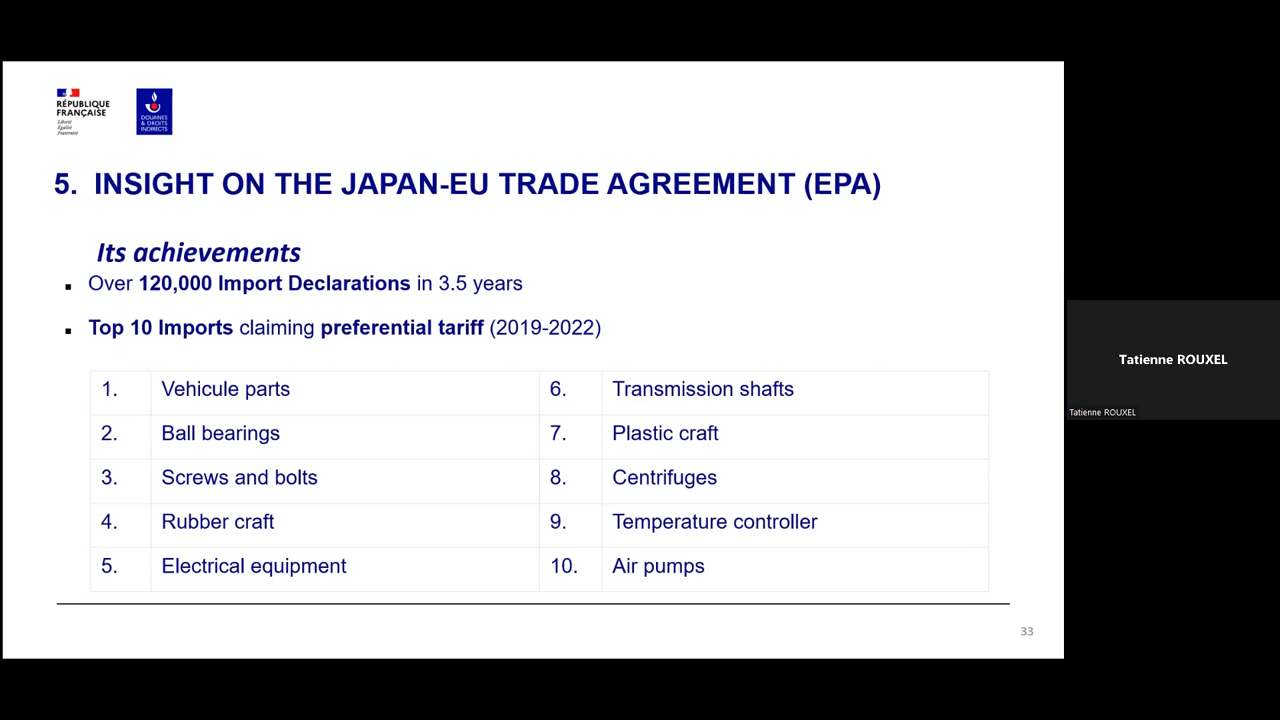 RÉPUBLIQUE
FRANÇAISE
Liberté
Égalité
Fraternité
DOUANES
& DROITS
INDIRECTS
5. INSIGHT ON THE JAPAN-EU TRADE AGREEMENT (EPA)
Its achievements
▪ Over 120,000 Import Declarations in 3.5 years
▪ Top 10 Imports claiming preferential tariff (2019-2022)
1. Vehicule parts 6. Transmission shafts
2. Ball bearings 7. Plastic craft
3. Screws and bolts 8. Centrifuges
4. Rubber craft 9. Temperature controller
5. Electrical equipment 10. Air pumps
33
Tatienne ROUXEL
Tatienne ROUXEL